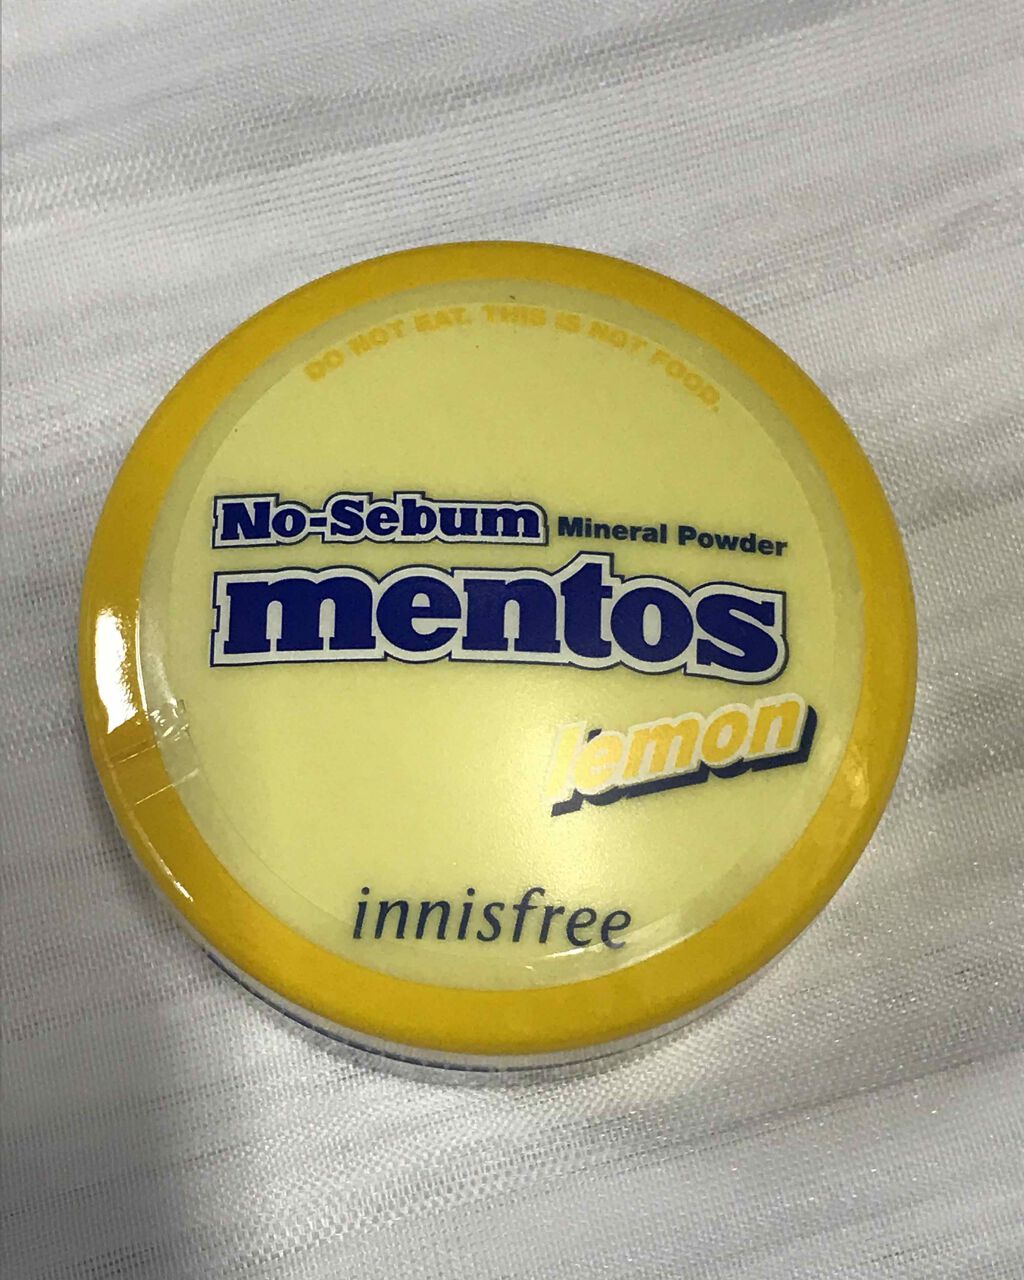 DO NOT EAT. THIS IS NOT FOOD.
No-Sebum Mineral Powder
mentos
lemon
innisfree